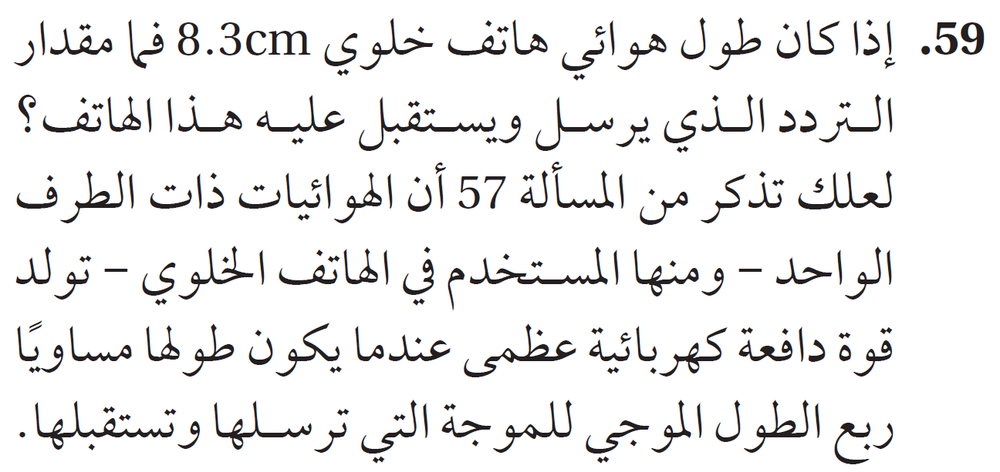 59. إذا كان طول هوائي هاتف خلوي 8.3cm فما مقدار
التردد الذي يرسل ويستقبل عليه هذا الهاتف؟
لعلك تذكر من المسألة 57 أن الهوائيات ذات الطرف
الواحد – ومنها المستخدم في الهاتف الخلوي – تولد
قوة دافعة كهربائية عظمى عندما يكون طولها مساويًا
ربع الطول الموجي للموجة التي ترسلها وتستقبلها.